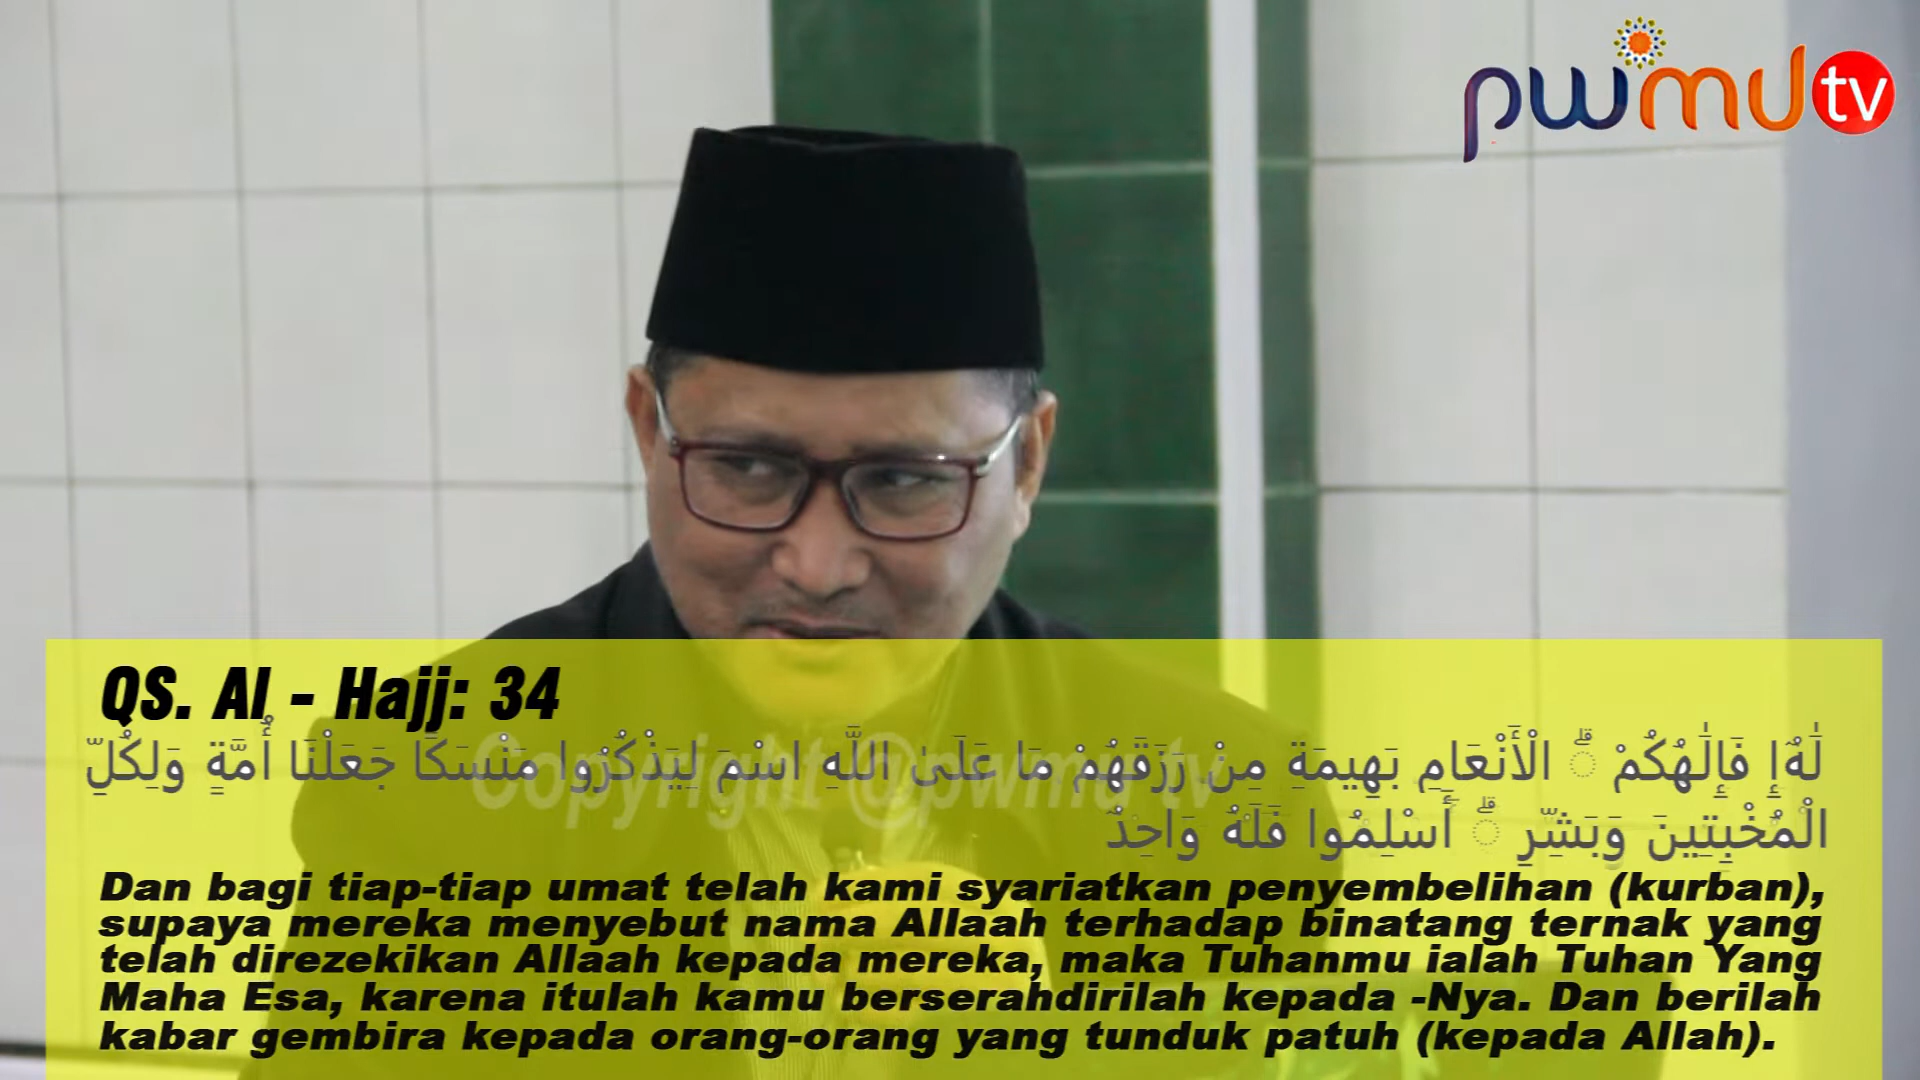 pwmu tv
QS. Al - Hajj: 34
لَٰهٌإِ فَإِلَٰهُكُمْ ۗ الْأَنْعَامِ بَهِيمَةِ مِنْ رَزَقَهُمْ مَا عَلَىٰ اللَّهِ اسْمَ لِيَذْكُرُوا مَنْسَكًا جَعَلْنَا أُمَّةٍ وَلِكُلِّ
Copyright @pwmu tv
الْمُخْبِتِينَ وَبَشِّرِ ۗ أَسْلِمُوا فَلَهُ وَاحِدٌ
Dan bagi tiap-tiap umat telah kami syariatkan penyembelihan (kurban),
supaya mereka menyebut nama Allaah terhadap binatang ternak yang
telah direzekikan Allaah kepada mereka, maka Tuhanmu ialah Tuhan Yang
Maha Esa, karena itulah kamu berserahdirilah kepada -Nya. Dan berilah
kabar gembira kepada orang-orang yang tunduk patuh (kepada Allah).